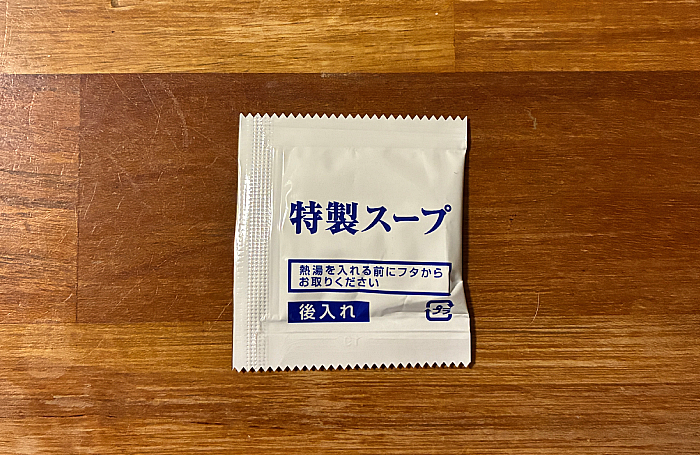 特製スープ
熱湯を入れる前にフタから
お取りください
後入れ
プラ